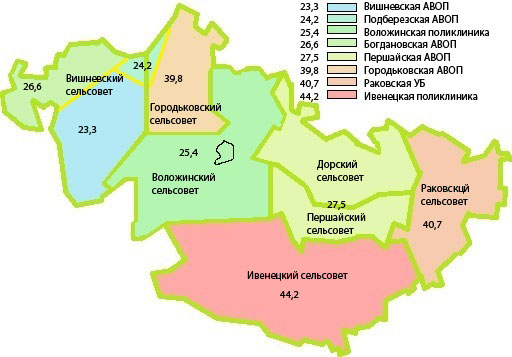 23,3 Вишневская АВОП
24,2 Подберезская АВОП
25,4 Воложинская поликлиника
26,6 Богдановская АВОП
27,5 Першайская АВОП
39,8 Городьковская АВОП
40,7 Раковская УБ
44,2 Ивенецкая поликлиника
24,2
Вишневский
сельсовет
26,6
39,8
Городьковский
сельсовет
23,3
25,4
Воложинский
сельсовет
Дорский
сельсовет
Раковскцй
сельсовет
40,7
27,5
Першайский
сельсовет
Ивенецкий сельсовет
44,2